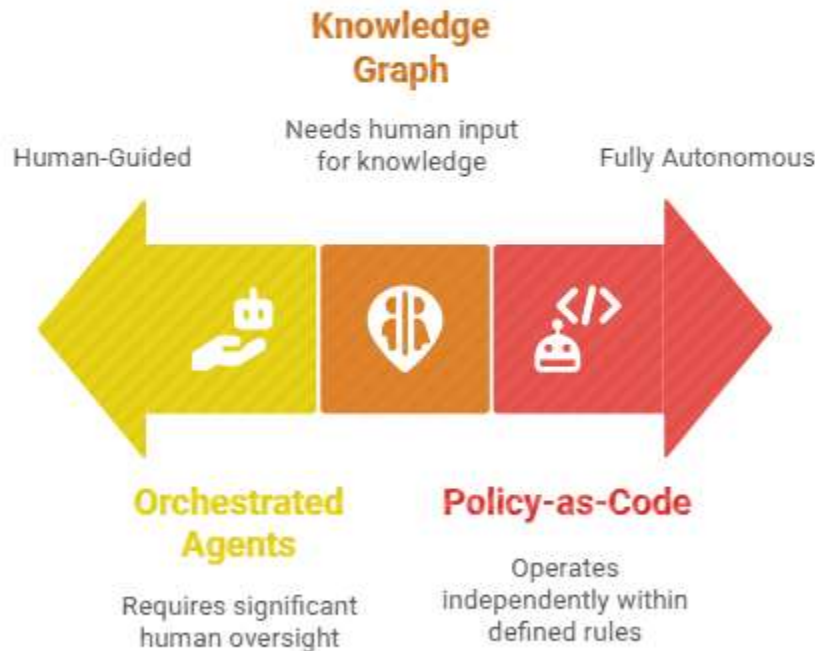 Knowledge
Graph
Needs human input
for knowledge
Human-Guided
Fully Autonomous
</>
Orchestrated
Agents
Requires significant
human oversight
Policy-as-Code
Operates
independently within
defined rules